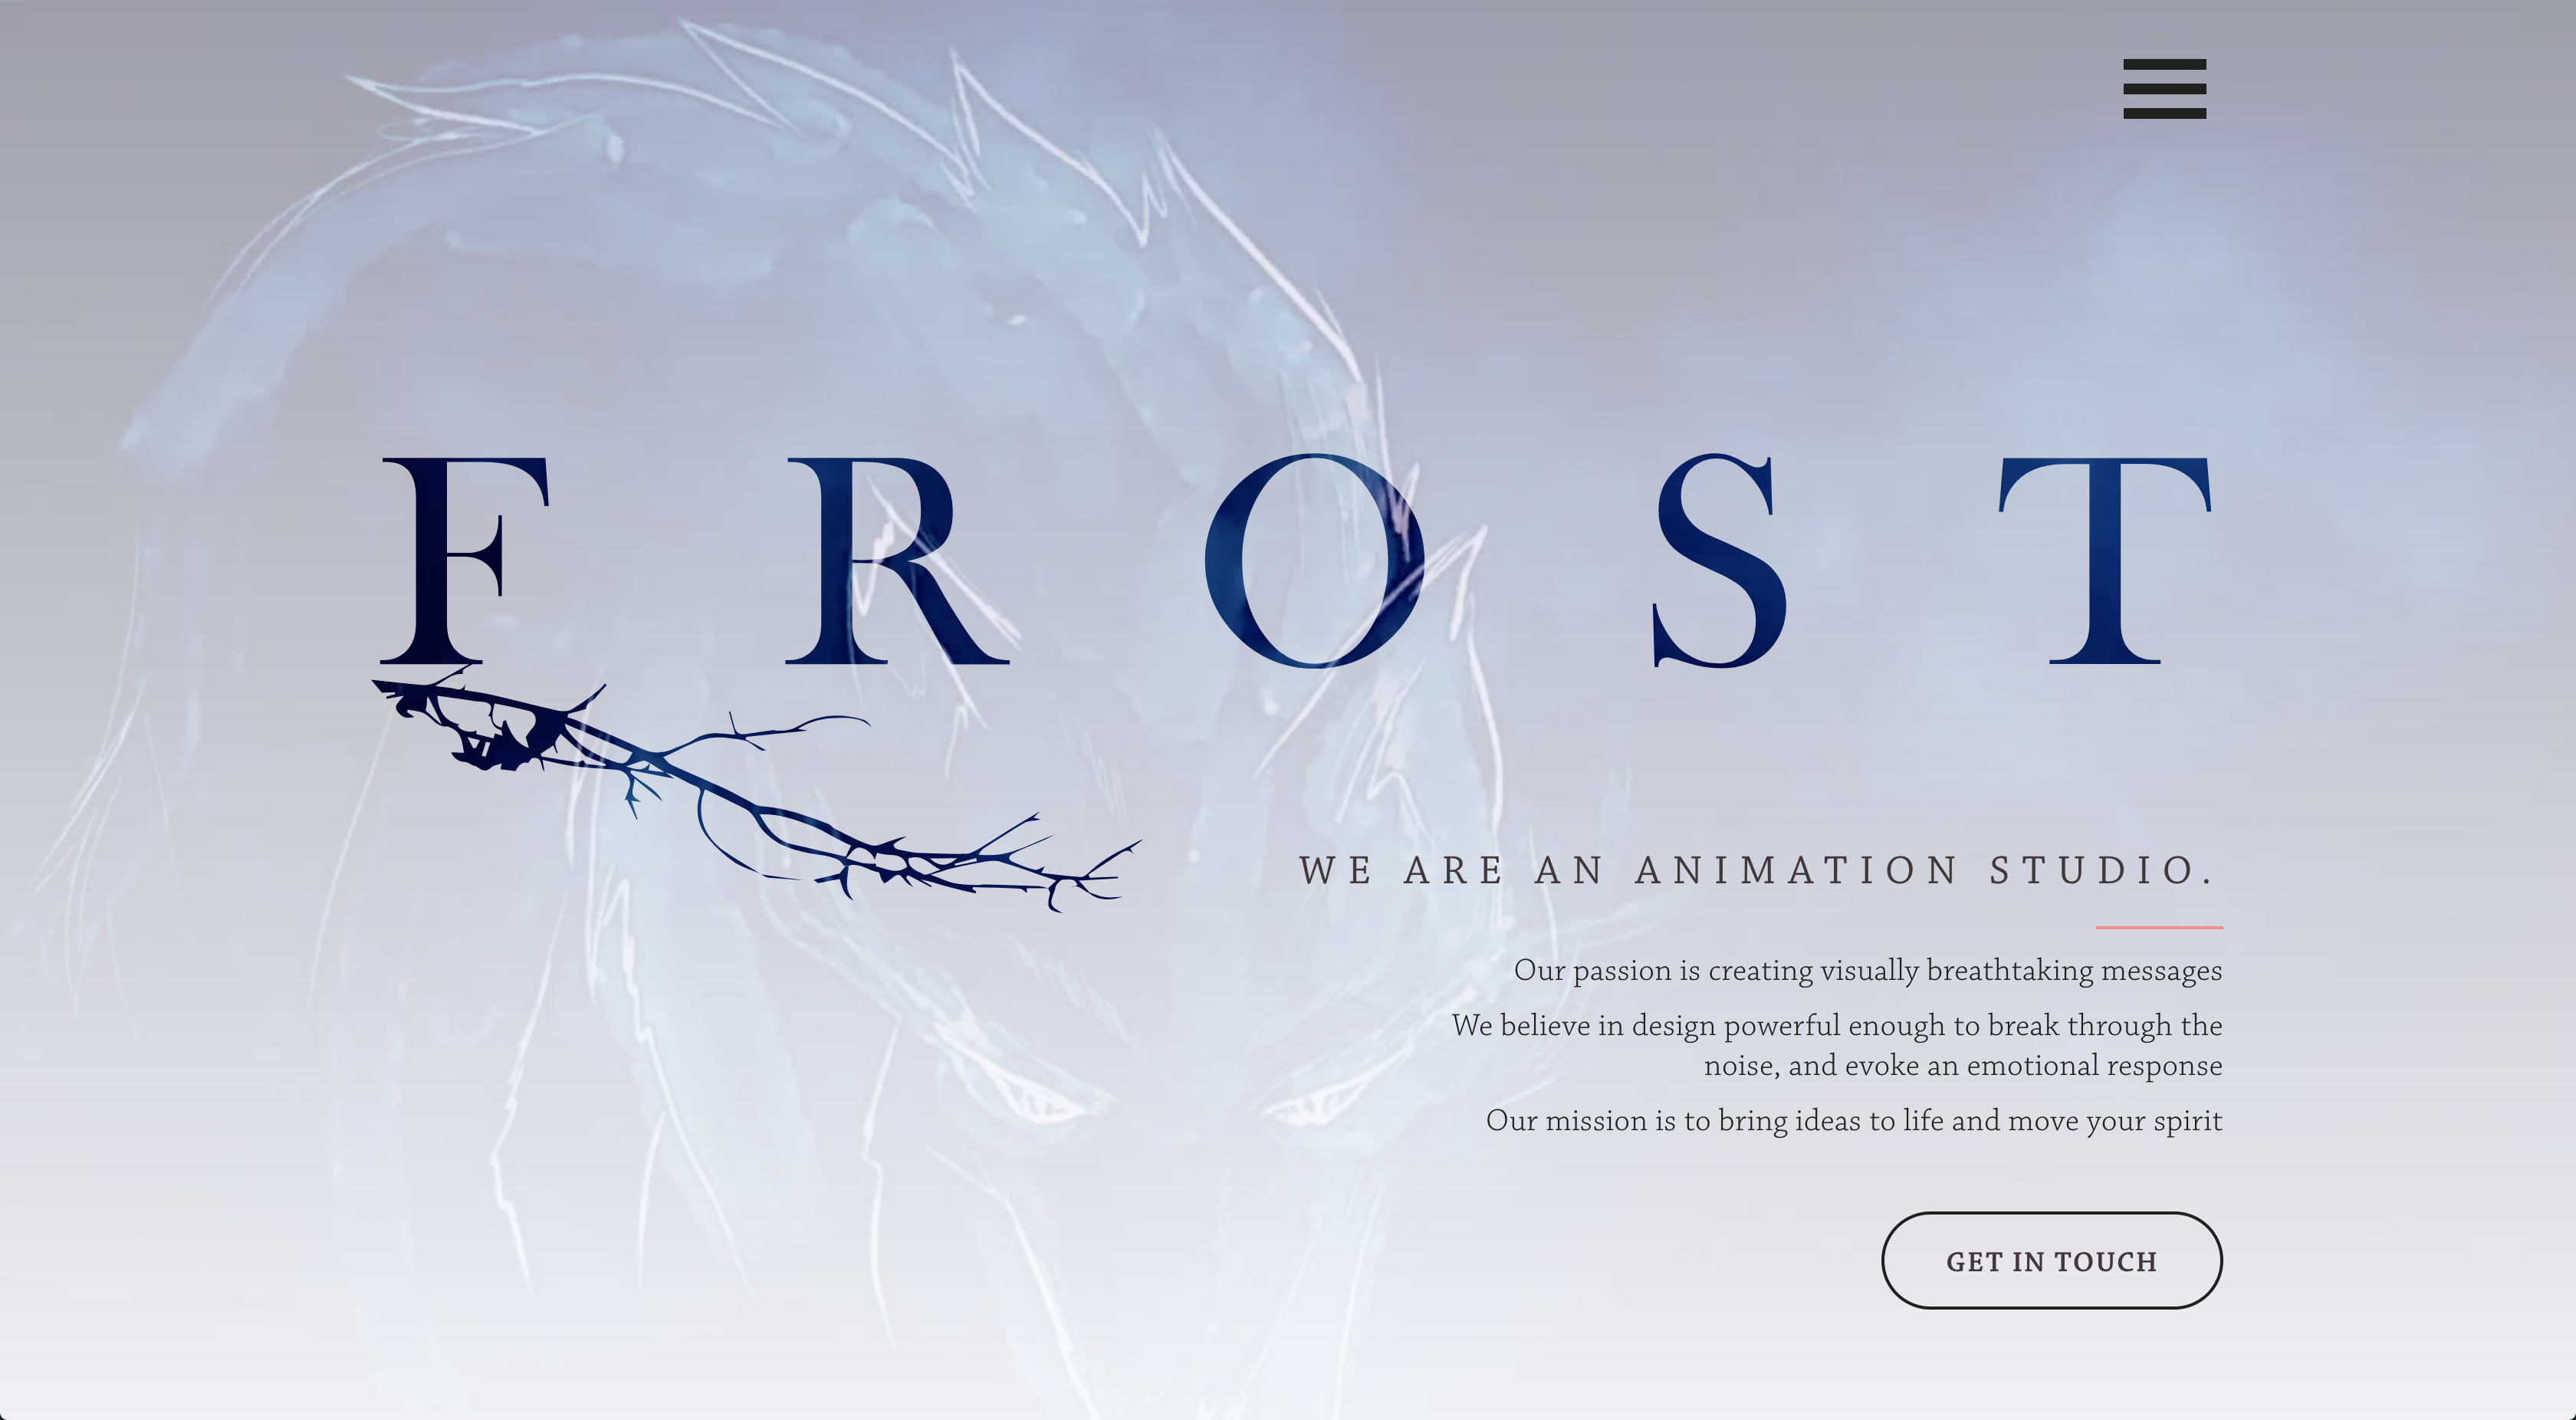 FROST
WE ARE AN ANIMATION STUDIO.
Our passion is creating visually breathtaking messages
We believe in design powerful enough to break through the
noise, and evoke an emotional response
Our mission is to bring ideas to life and move your spirit
GET IN TOUCH